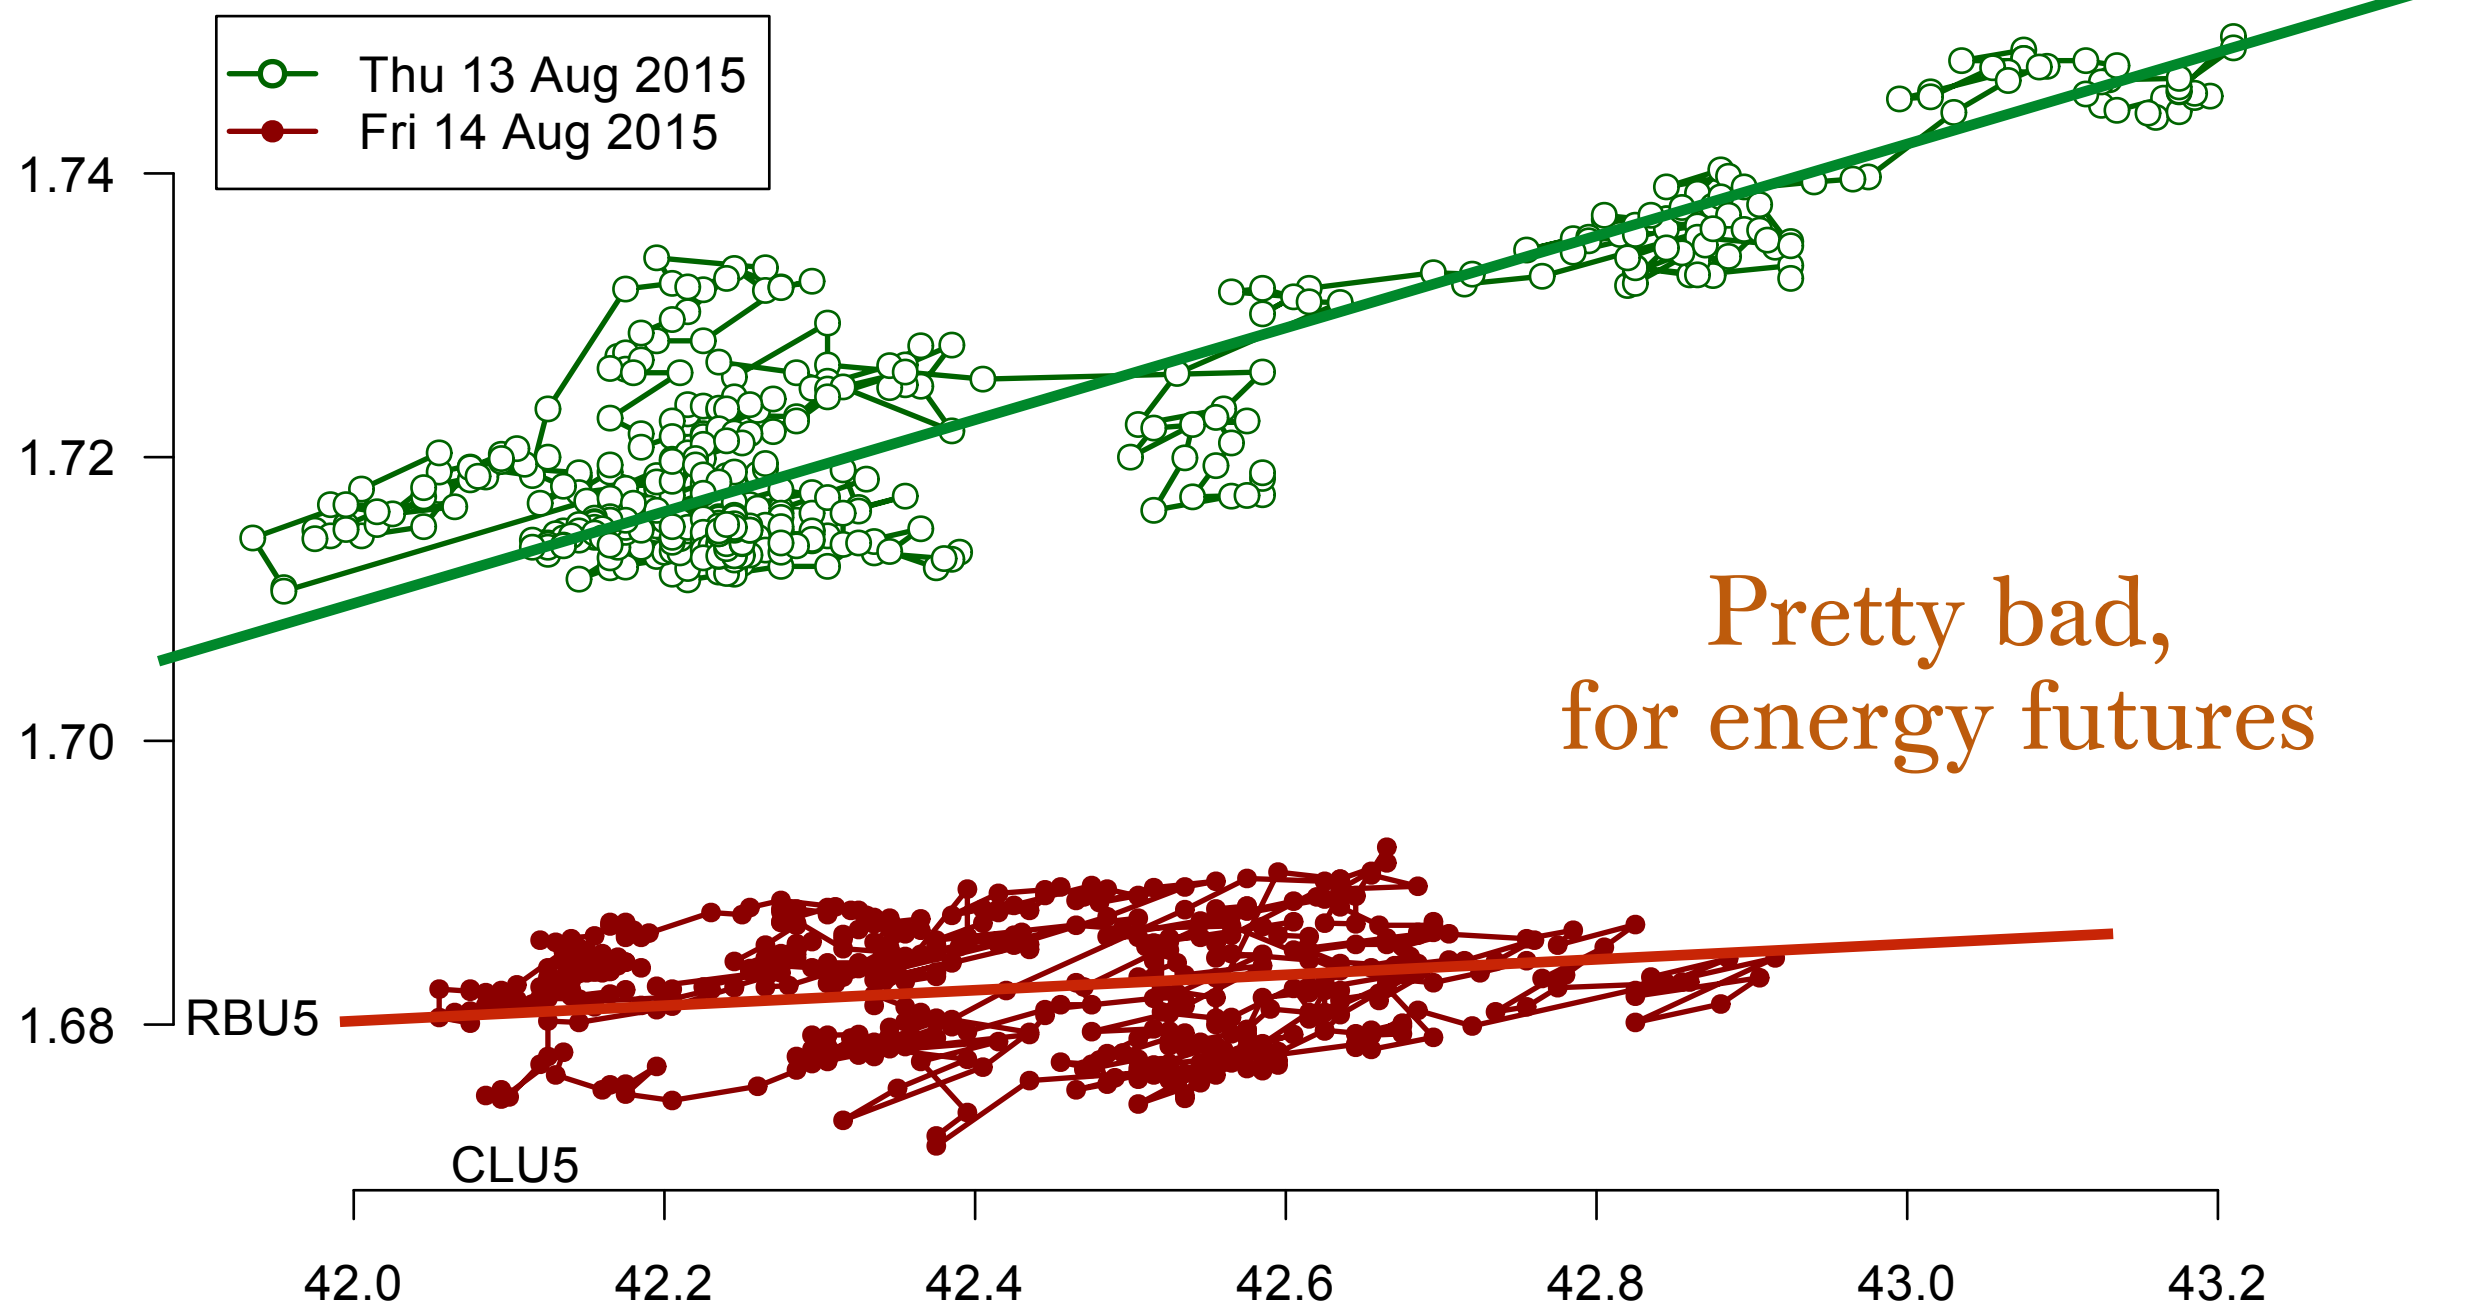 Thu 13 Aug 2015
Fri 14 Aug 2015
1.74
1.72
1.70
1.68
Pretty bad,
for energy futures
RBU5
CLU5
42.0 42.2 42.4 42.6 42.8 43.0 43.2